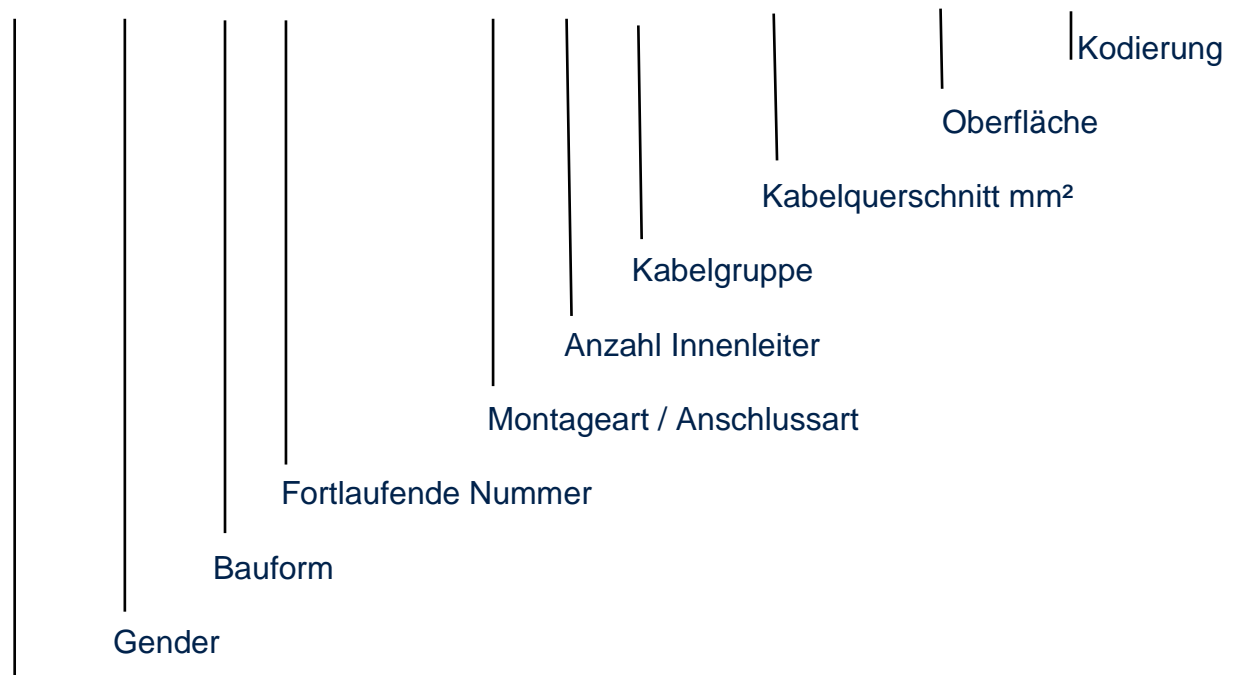 Kodierung
Oberfläche
Kabelquerschnitt mm²
Kabelgruppe
Anzahl Innenleiter
Montageart / Anschlussart
Fortlaufende Nummer
Bauform
Gender